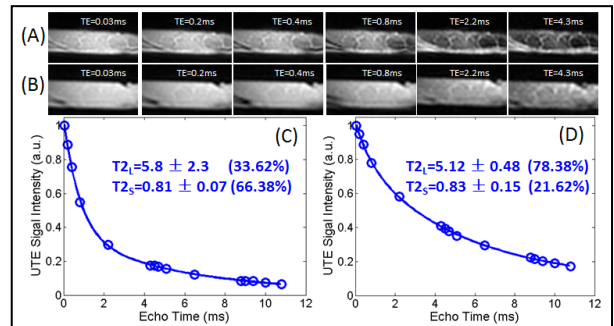 TE=0.03ms TE=0.2ms TE=0.4ms TE=0.8ms TE=2.2ms TE=4.3ms
(A)
TE=0.03ms TE=0.2ms TE=0.4ms TE=0.8ms TE=2.2ms TE=4.3ms
(B)
(C)
T2L=5.8 ± 2.3 (33.62%)
T2S=0.81 ± 0.07 (66.38%)
UTE Sigal Intensity (a.u.)
1
0.8
0.6
0.4
0.2
0
0 2 4 6 8 10 12
Echo Time (ms)
(D)
T2L=5.12 ± 0.48 (78.38%)
T2S=0.83 ± 0.15 (21.62%)
UTE Sigal Intensity (a.u.)
1
0.8
0.6
0.4
0.2
0
0 2 4 6 8 10 12
Echo Time (ms)